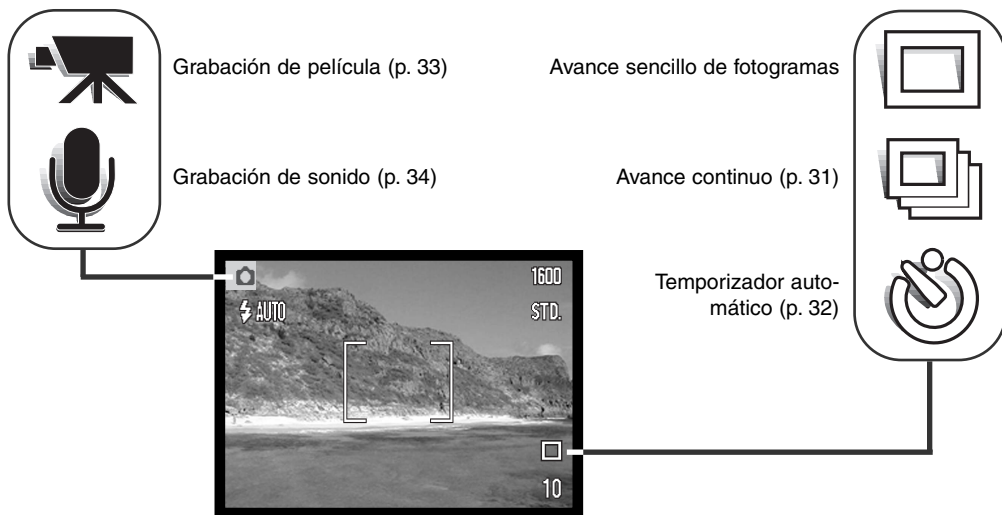 Grabación de película (p. 33)
Avance sencillo de fotogramas
Grabación de sonido (p. 34)
Avance continuo (p. 31)
Temporizador auto-
mático (p. 32)
1600
AUTO
STD.
10